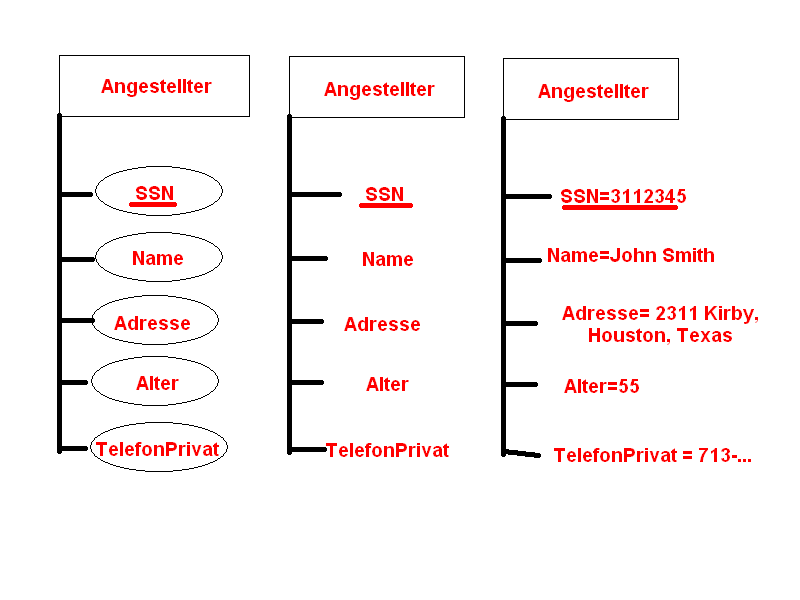 Angestellter
SSN
Name
Adresse
Alter
TelefonPrivat
Angestellter
SSN
Name
Adresse
Alter
TelefonPrivat
Angestellter
SSN=3112345
Name=John Smith
Adresse= 2311 Kirby,
Houston, Texas
Alter=55
TelefonPrivat = 713-...